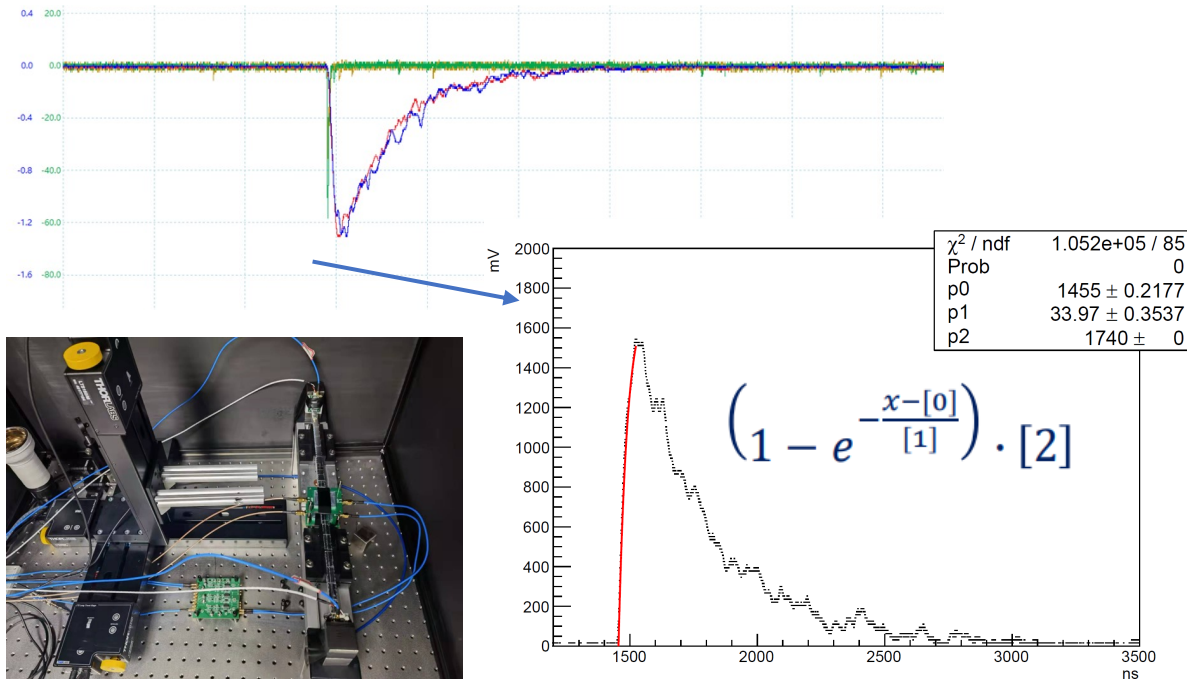 0.4 20.0
0.0 0.0
-0.4 -20.0
-0.8 -40.0
-1.2 -60.0
-1.6 -80.0
mV
2000
1800
1600
1400
1200
1000
800
600
400
200
0
1500 2000 2500 3000 3500
ns
χ² / ndf 1.052e+05 / 85
Prob 0
p0 1455 ± 0.2177
p1 33.97 ± 0.3537
p2 1740 ± 0
(1 − e^{−\frac{x−[0]}{[1]}}) · [2]
THORLABS